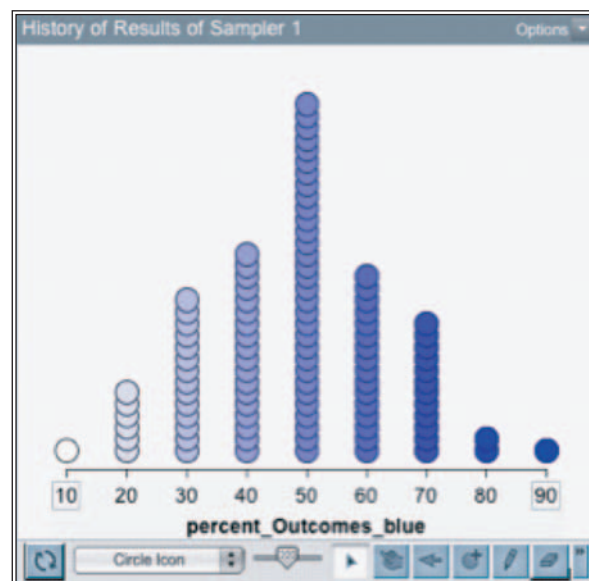 History of Results of Sampler 1 Options
10 20 30 40 50 60 70 80 90
percent_Outcomes_blue
Circle Icon